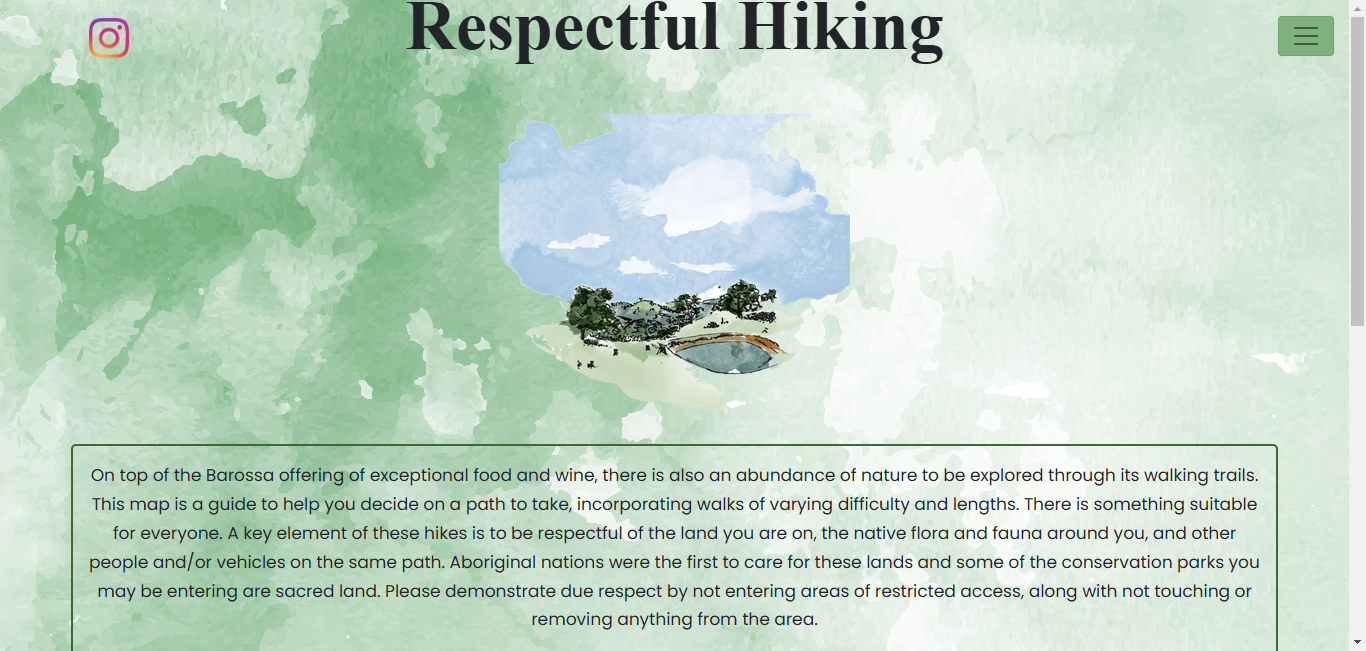 Respectful Hiking
On top of the Barossa offering of exceptional food and wine, there is also an abundance of nature to be explored through its walking trails.
This map is a guide to help you decide on a path to take, incorporating walks of varying difficulty and lengths. There is something suitable
for everyone. A key element of these hikes is to be respectful of the land you are on, the native flora and fauna around you, and other
people and/or vehicles on the same path. Aboriginal nations were the first to care for these lands and some of the conservation parks you
may be entering are sacred land. Please demonstrate due respect by not entering areas of restricted access, along with not touching or
removing anything from the area.